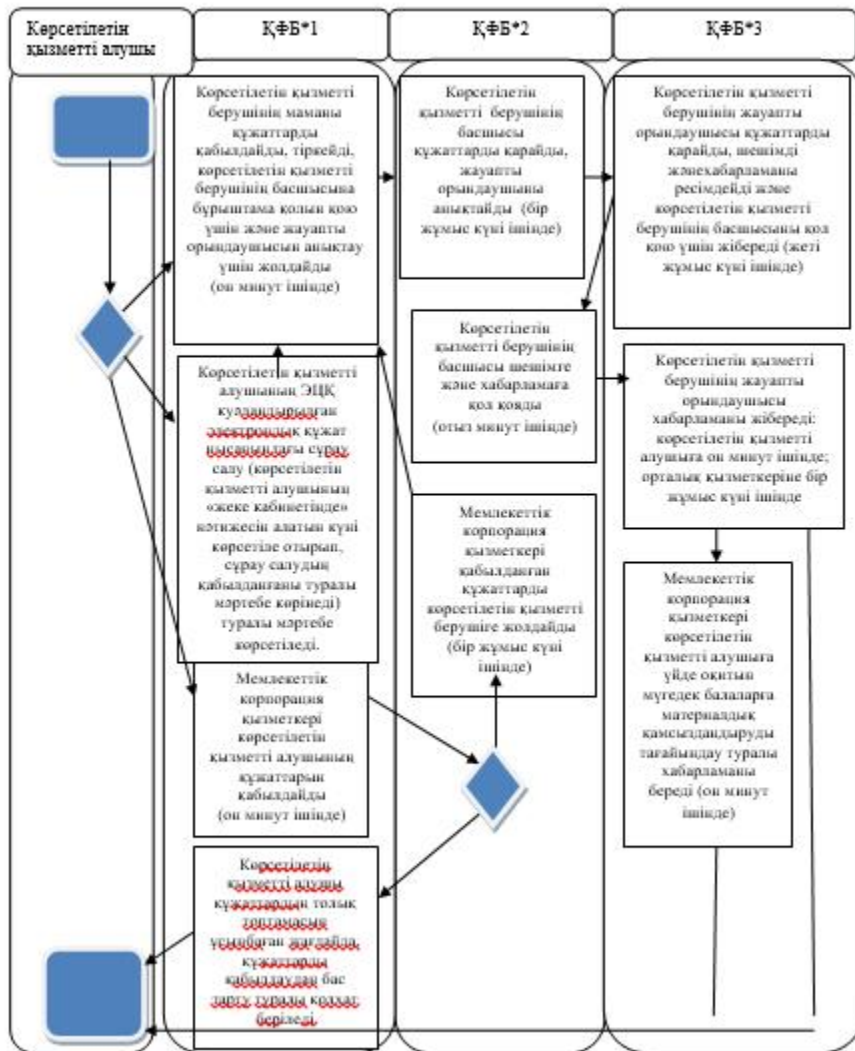 Көрсетілетін
қызметті алушы
ҚФБ*1
ҚФБ*2
ҚФБ*3
Көрсетілетін қызметті
берушінің маманы
құжаттарды
қабылдайды, тіркейді,
көрсетілетін қызметті
берушінің басшысына
бұрыштама қолын қою
үшін және жауапты
орындаушысын анықтау
үшін жолдайды
(он минут ішінде)
Көрсетілетін
қызметті берушінің
басшысы
құжаттарды қарайды,
жауапты
орындаушыны
анықтайды (бір
жұмыс күні ішінде)
Көрсетілетін қызметті
берушінің жауапты
орындаушысы құжаттарды
қарайды, шешімді
жәнехабарламаны
ресімдейді және
көрсетілетін қызметті
берушінің басшысыны қол
қою үшін жібереді (жеті
жұмыс күні ішінде)
Көрсетілетін қызметті
алушының ЭЦҚ
куәландырылған
электрондық құжат
нысанындағы сұрау
салу (көрсетілетін
қызметті алушының
«жеке кабинетінде»
нәтижесін алатын күні
көрсетіле отырып,
сұрау салудың
қабылданғаны туралы
мәртебе көрінеді)
туралы мәртебе
көрсетіледі.
Көрсетілетін
қызметті берушінің
басшысы шешімге
және хабарламаға
қол қояды
(отыз минут ішінде)
Көрсетілетін қызметті
берушінің жауапты
орындаушысы
хабарламаны жібереді:
көрсетілетін қызметті
алушыға он минут ішінде;
орталық қызметкеріне бір
жұмыс күні ішінде
Мемлекеттік
корпорация
қызметкері
қабылданған
құжаттарды
көрсетілетін қызметті
берушіге жолдайды
(бір жұмыс күні
ішінде)
Мемлекеттік
корпорация
қызметкері
көрсетілетін
қызметті алушыға
үйде оқитын
мүгедек балаларға
материалдық
қамсыздандыруды
тағайындау туралы
хабарламаны
береді (он минут
ішінде)
Мемлекеттік
корпорация
қызметкері
көрсетілетін
қызметті алушының
құжаттарын
қабылдайды
(он минут ішінде)
Көрсетілетін
қызметті алушы
құжаттардың толық
топтамасын
ұсынбаған жағдайда,
құжаттарды
қабылдаудан бас
тарту туралы қолхат
беріледі.